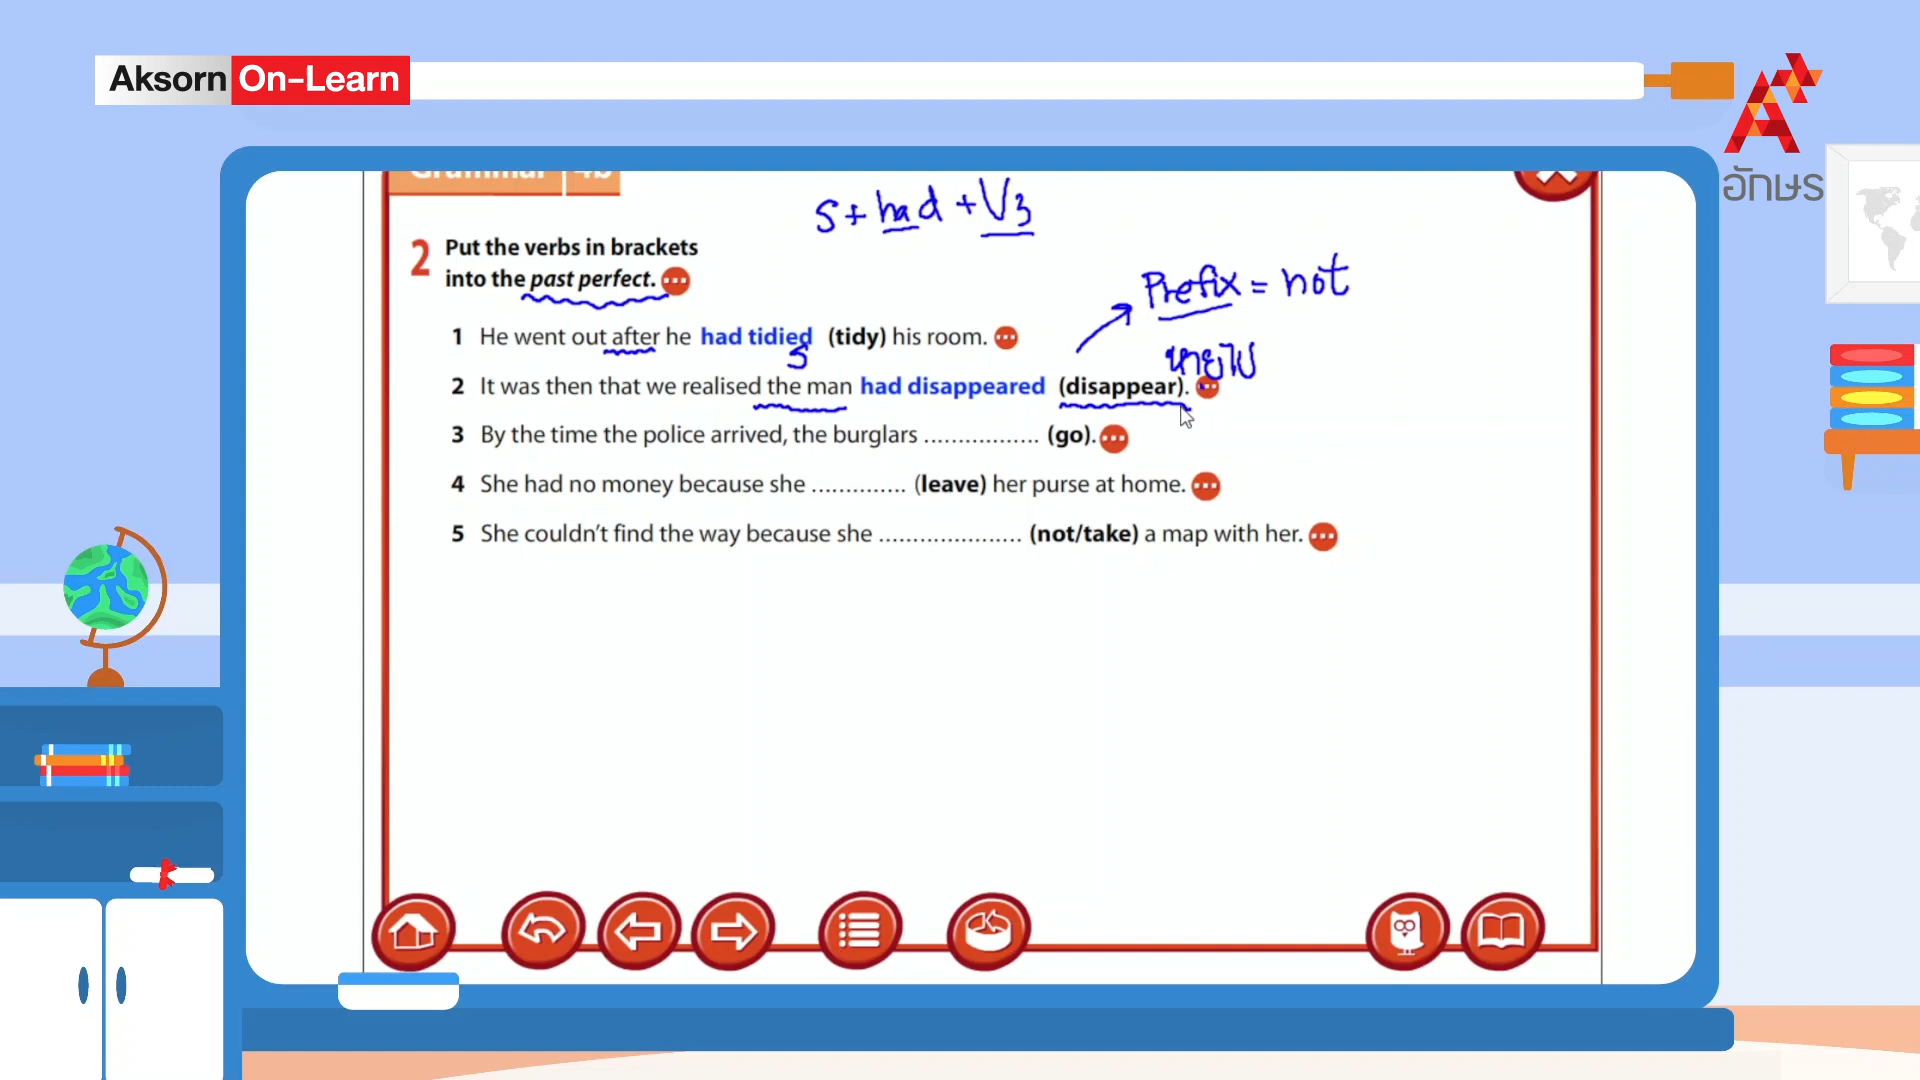 Aksorn On-Learn
อักษร
Grammar 4b
S + had + V3
2 Put the verbs in brackets
into the past perfect.
Prefix = not
1 He went out after he had tidied (tidy) his room.
S
หายไป
2 It was then that we realised the man had disappeared (disappear).
3 By the time the police arrived, the burglars ................. (go).
4 She had no money because she .............. (leave) her purse at home.
5 She couldn't find the way because she ..................... (not/take) a map with her.